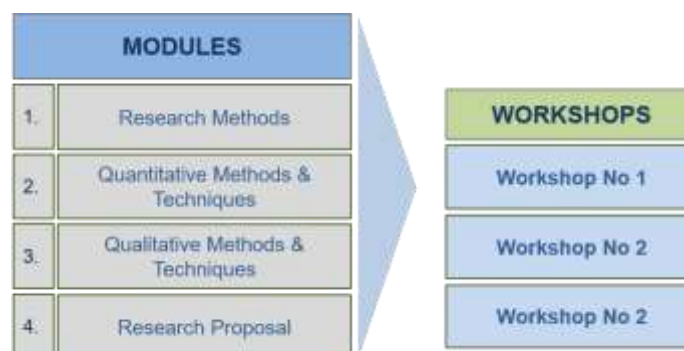 MODULES
1.
Research Methods
2.
Quantitative Methods &
Techniques
3.
Qualitative Methods &
Techniques
4.
Research Proposal
WORKSHOPS
Workshop No 1
Workshop No 2
Workshop No 2